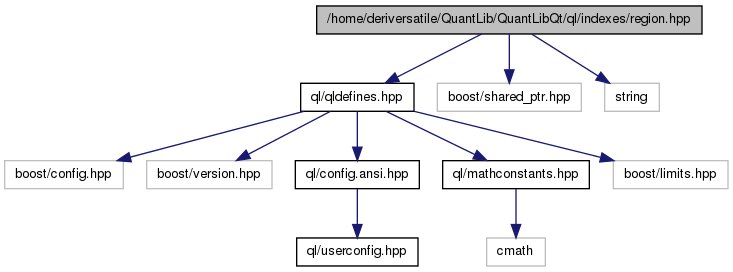 /home/deriversatile/QuantLib/QuantLibQt/ql/indexes/region.hpp
ql/qldefines.hpp
boost/shared_ptr.hpp
string
boost/config.hpp
boost/version.hpp
ql/config.ansi.hpp
ql/mathconstants.hpp
boost/limits.hpp
ql/userconfig.hpp
cmath